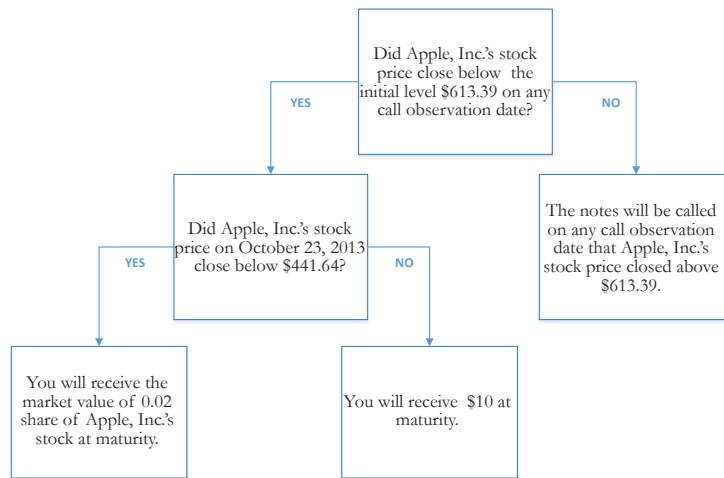 Did Apple, Inc.'s stock
price close below the
initial level $613.39 on any
call observation date?
YES
NO
Did Apple, Inc.'s stock
price on October 23, 2013
close below $441.64?
The notes will be called
on any call observation
date that Apple, Inc.'s
stock price closed above
$613.39.
YES
NO
You will receive the
market value of 0.02
share of Apple, Inc.'s
stock at maturity.
You will receive $10 at
maturity.